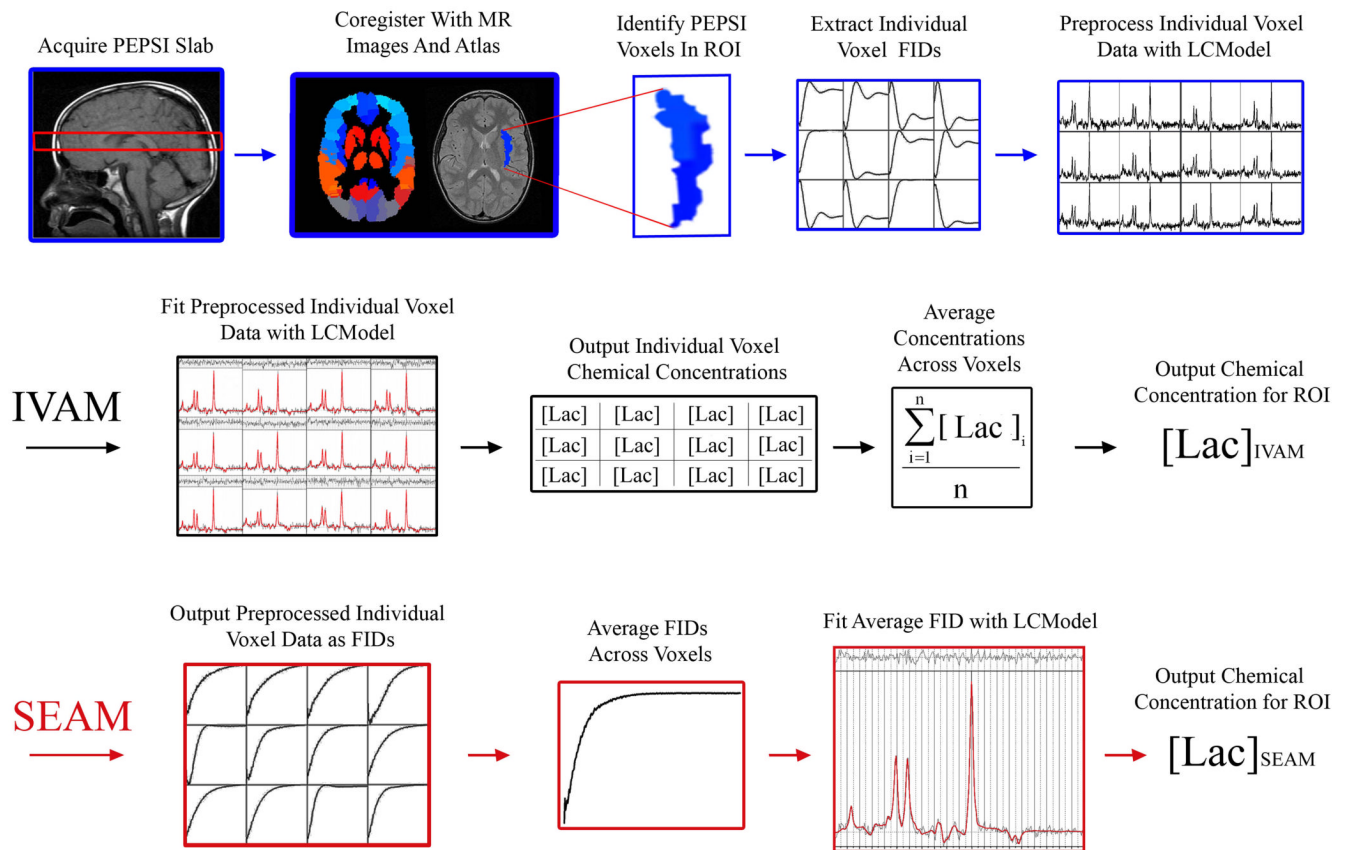 Acquire PEPSI Slab
Coregister With MR
Images And Atlas
Identify PEPSI
Voxels In ROI
Extract Individual
Voxel FIDs
Preprocess Individual Voxel
Data with LCModel
IVAM
Fit Preprocessed Individual Voxel
Data with LCModel
Output Individual Voxel
Chemical Concentrations
[Lac] [Lac] [Lac] [Lac]
[Lac] [Lac] [Lac] [Lac]
[Lac] [Lac] [Lac] [Lac]
Average
Concentrations
Across Voxels
n
∑ [ Lac ]i
i=1
n
Output Chemical
Concentration for ROI
[Lac]IVAM
SEAM
Output Preprocessed Individual
Voxel Data as FIDs
Average FIDs
Across Voxels
Fit Average FID with LCModel
Output Chemical
Concentration for ROI
[Lac]SEAM